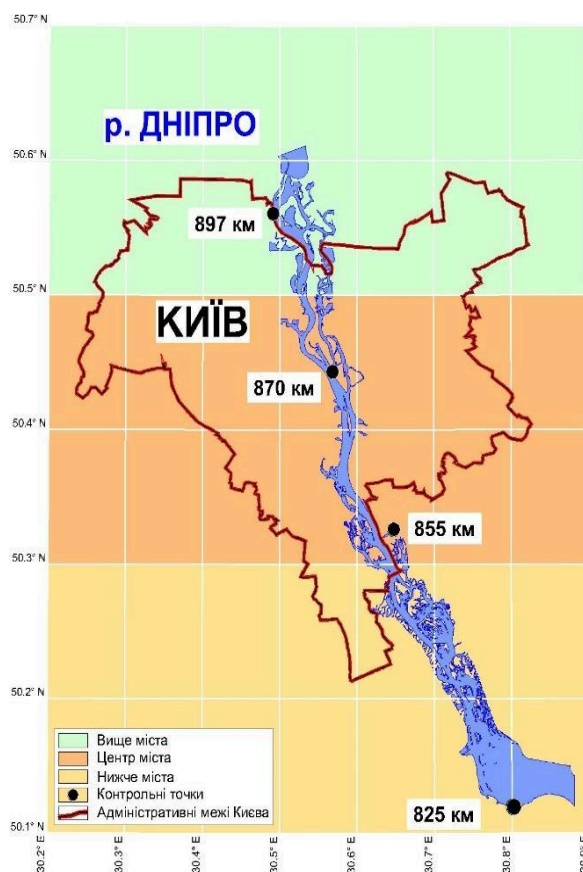 50.7° N
р. ДНІПРО
50.6° N
897 км
50.5° N
КИЇВ
870 км
50.4° N
855 км
50.3° N
50.2° N
Вище міста
Центр міста
Нижче міста
Контрольні точки
Адміністративні межі Києва
825 км
50.1° N
30.2° E
30.3° E
30.4° E
30.5° E
30.6° E
30.7° E
30.8° E